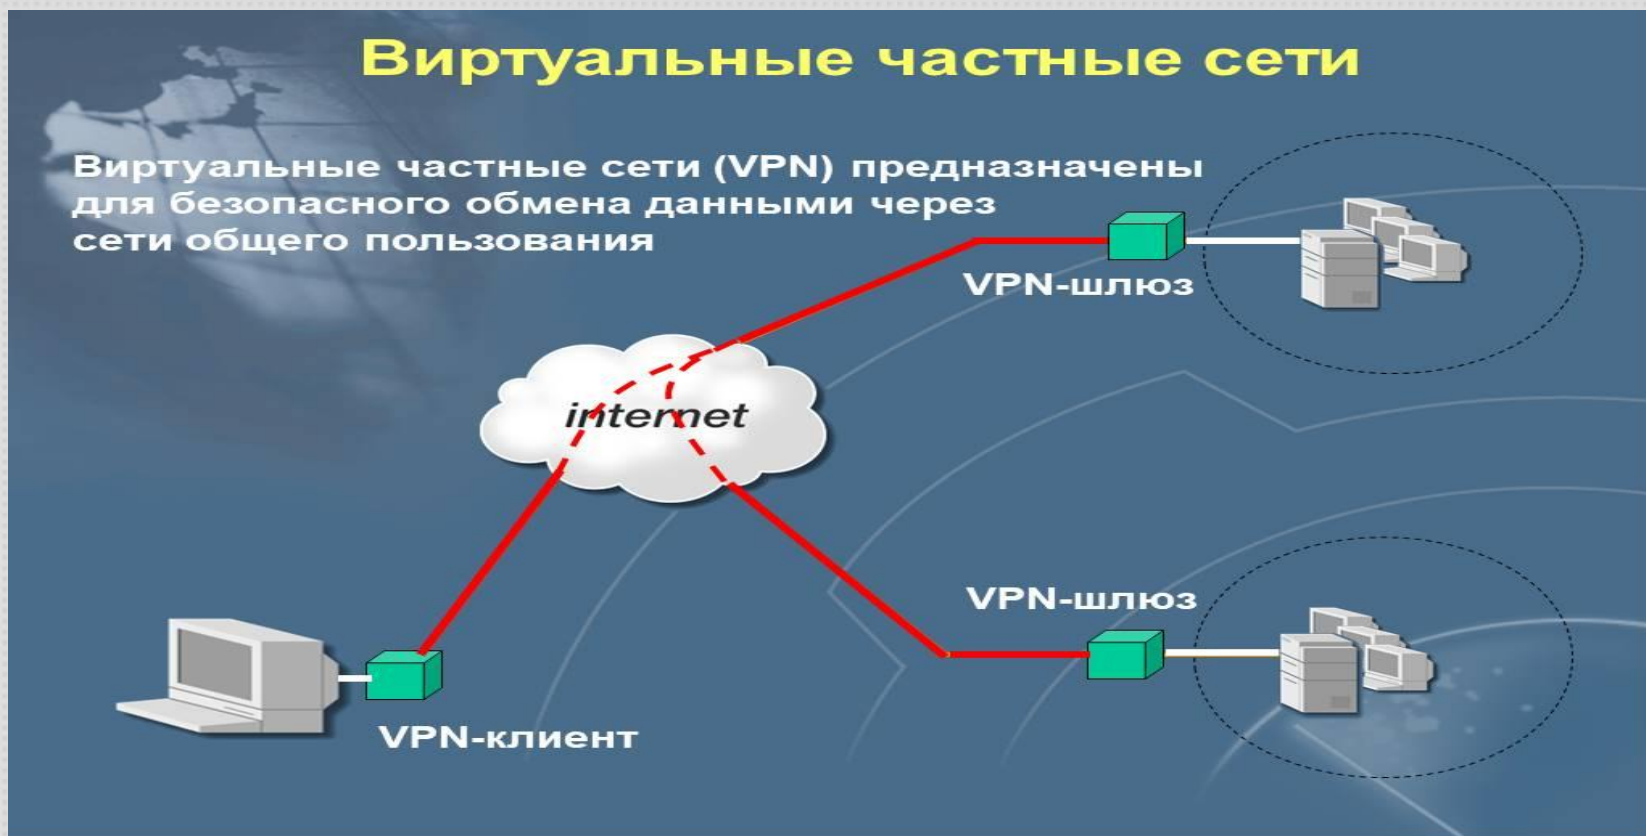 Виртуальные частные сети
Виртуальные частные сети (VPN) предназначены
для безопасного обмена данными через
сети общего пользования
VPN-шлюз
internet
VPN-шлюз
VPN-клиент